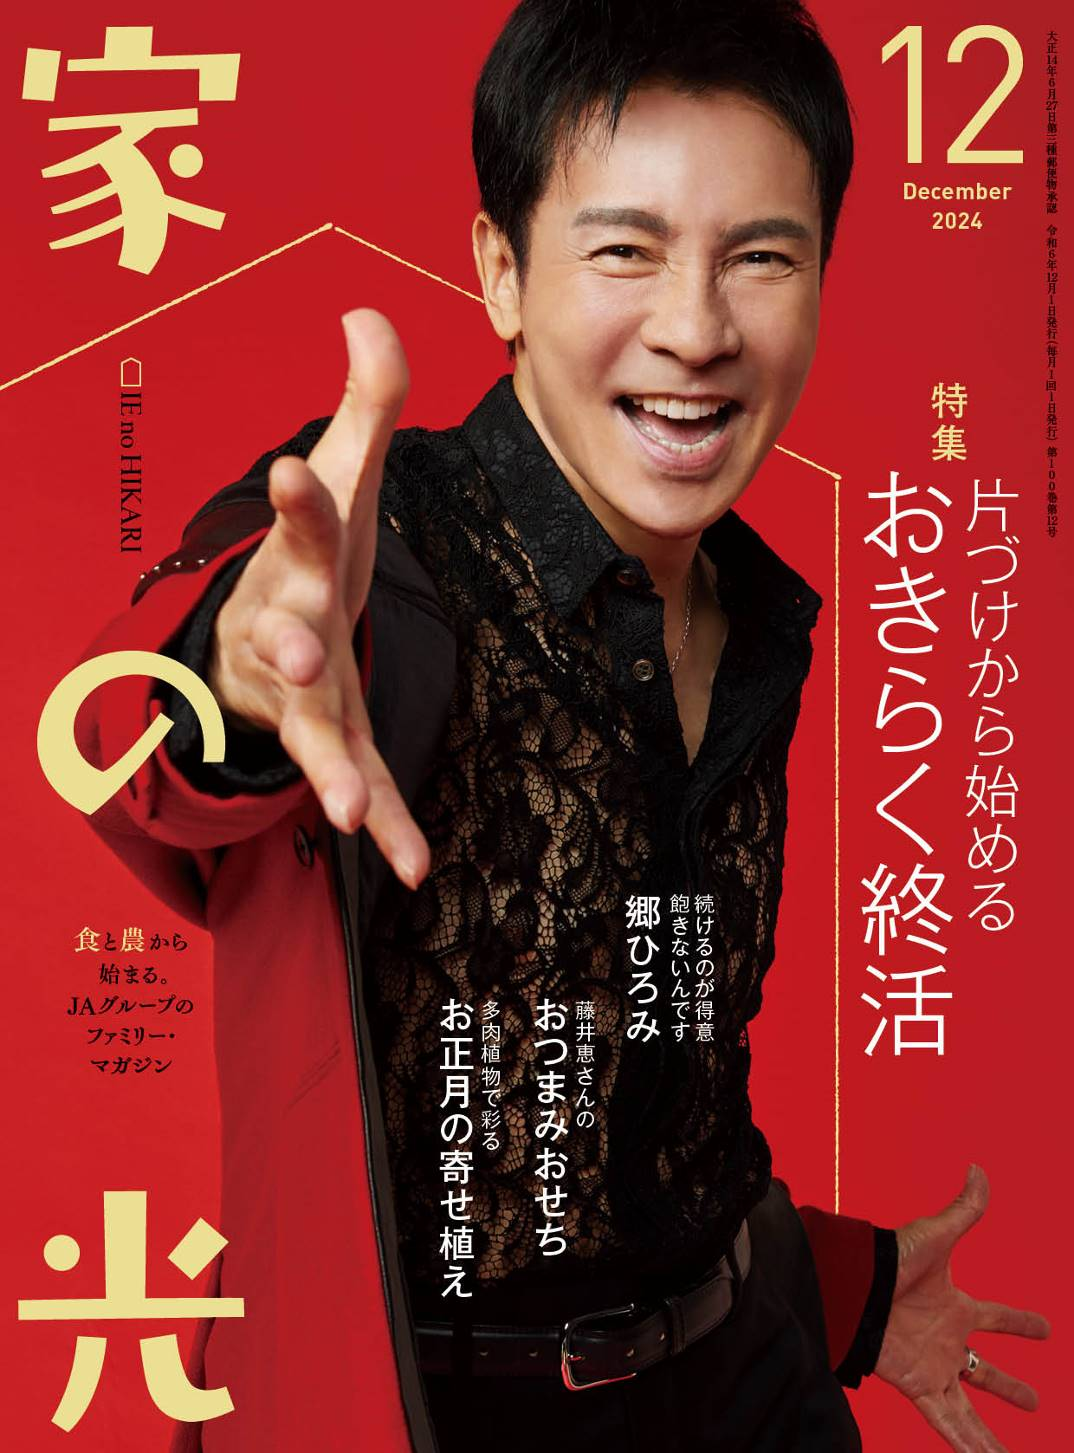 家の光
IE no HIKARI
12
December
2024
大正14年6月27日第三種郵便物承認 令和6年12月1日発行(毎月1回1日発行) 第100巻第12号
特集
片づけから始める
おきらく終活
続けるのが得意
飽きないんです
郷ひろみ
藤井恵さんの
おつまみおせち
多肉植物で彩る
お正月の寄せ植え
食と農から
始まる。
JAグループの
ファミリー・
マガジン